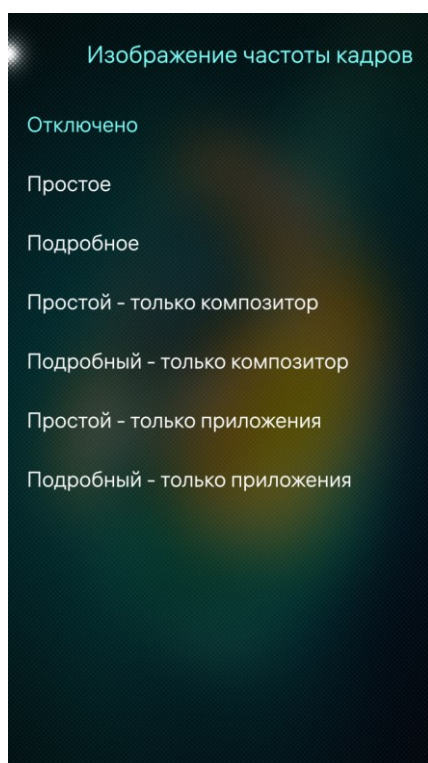 Изображение частоты кадров
Отключено
Простое
Подробное
Простой - только композитор
Подробный - только композитор
Простой - только приложения
Подробный - только приложения